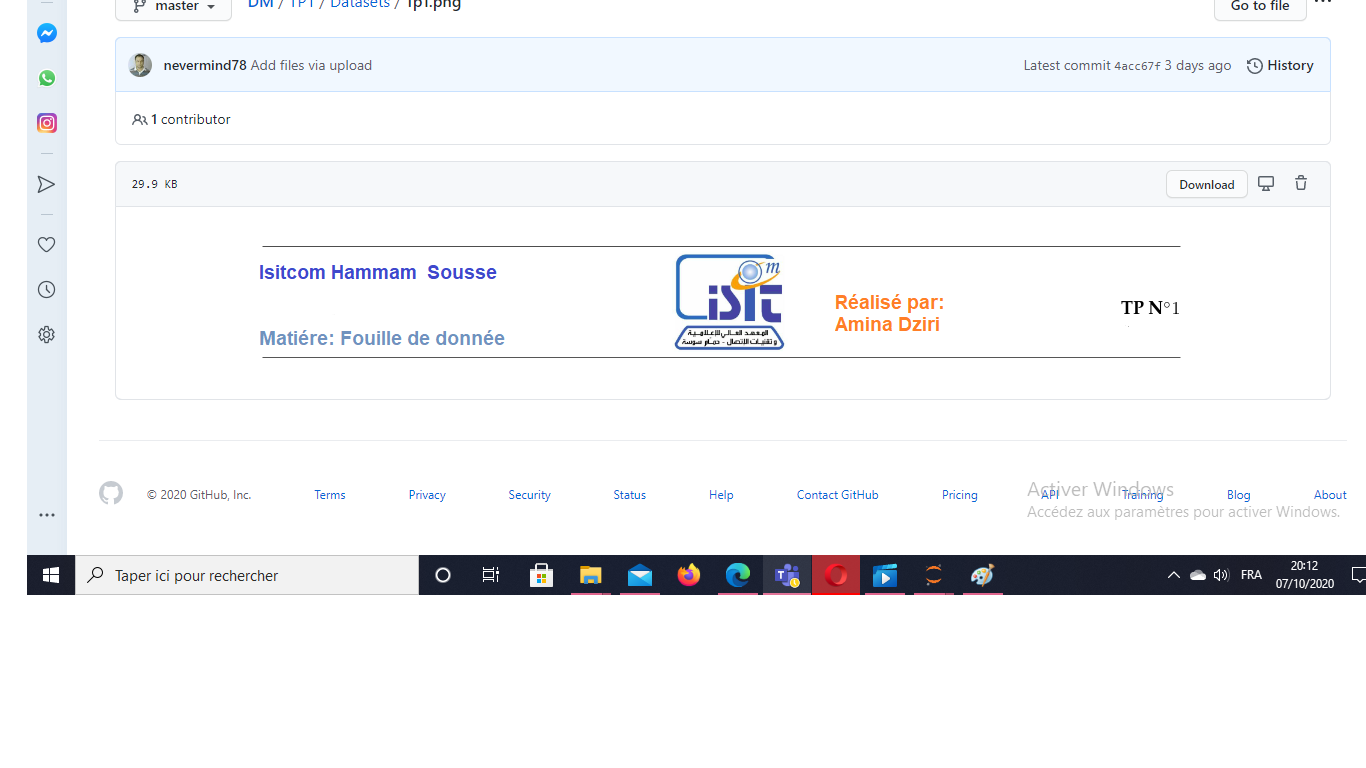 master
DM / TP1 / Datasets / Tp1.png
Go to file
nevermind78 Add files via upload
Latest commit 4acc67f 3 days ago
History
1 contributor
29.9 KB
Download
Isitcom Hammam Sousse
Matiére: Fouille de donnée
m
isit
المعهد العالي للإعلامية
و تقنيات الاتصال - حمام سوسة
Réalisé par:
Amina Dziri
TP N°1
© 2020 GitHub, Inc.
Terms
Privacy
Security
Status
Help
Contact GitHub
Pricing
API
Training
Blog
About
Activer Windows
Accédez aux paramètres pour activer Windows.
Taper ici pour rechercher
FRA
20:12
07/10/2020